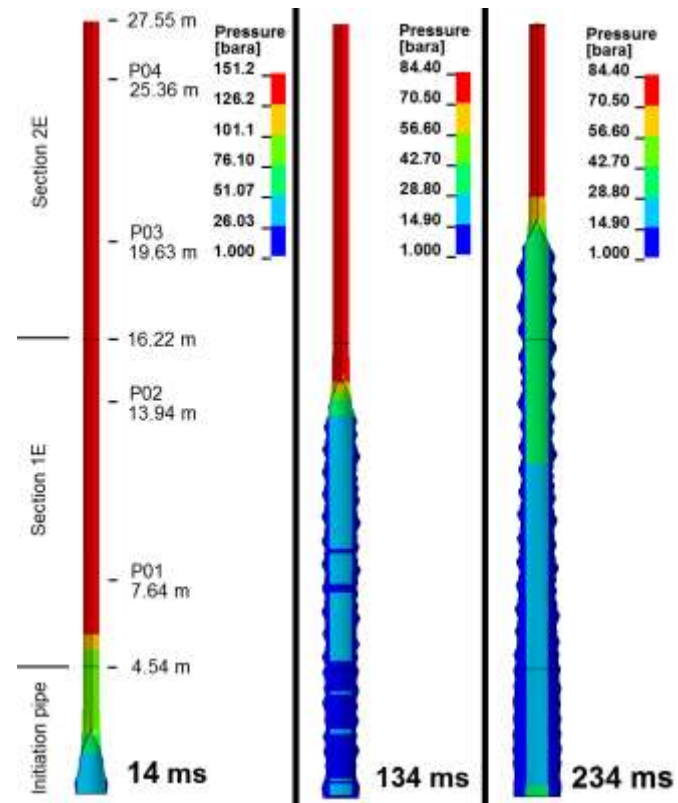 27.55 m
P04
25.36 m
Section 2E
P03
19.63 m
16.22 m
P02
13.94 m
Section 1E
P01
7.64 m
4.54 m
Initiation pipe
14 ms
Pressure
[bara]
151.2
126.2
101.1
76.10
51.07
26.03
1.000
Pressure
[bara]
84.40
70.50
56.60
42.70
28.80
14.90
1.000
134 ms
Pressure
[bara]
84.40
70.50
56.60
42.70
28.80
14.90
1.000
234 ms